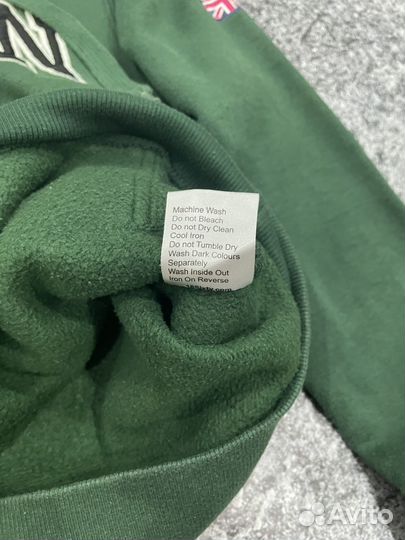 N
Machine Wash
Do not Bleach
Do not Dry Clean
Cool Iron
Do not Tumble Dry
Wash Dark Colours
Separately
Wash Inside Out
Iron On Reverse
Avito